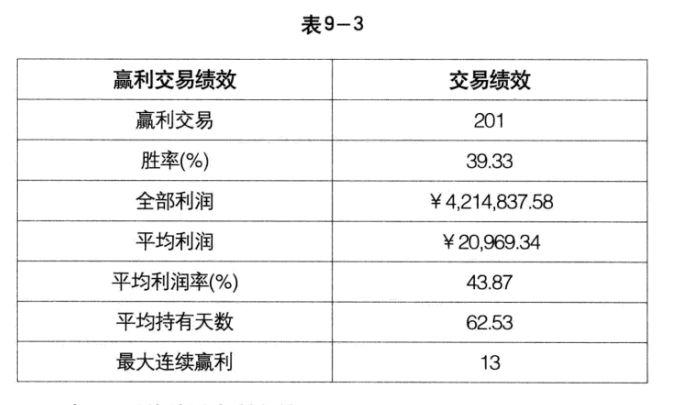 表9-3
赢利交易绩效 交易绩效
赢利交易 201
胜率(%) 39.33
全部利润 ￥4,214,837.58
平均利润 ￥20,969.34
平均利润率(%) 43.87
平均持有天数 62.53
最大连续赢利 13